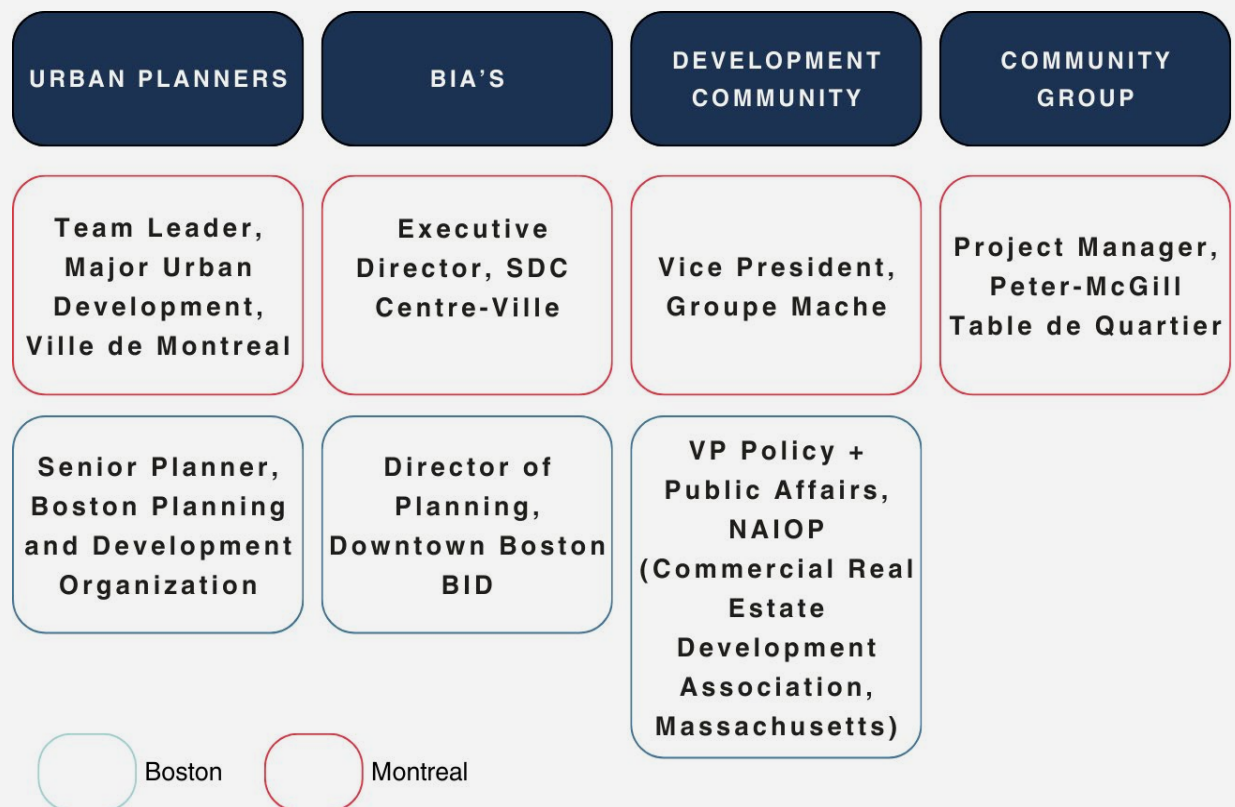 URBAN PLANNERS
BIA'S
DEVELOPMENT
COMMUNITY
COMMUNITY
GROUP
Team Leader,
Major Urban
Development,
Ville de Montreal
Executive
Director, SDC
Centre-Ville
Vice President,
Groupe Mache
Project Manager,
Peter-McGill
Table de Quartier
Senior Planner,
Boston Planning
and Development
Organization
Director of
Planning,
Downtown Boston
BID
VP Policy +
Public Affairs,
NAIOP
(Commercial Real
Estate
Development
Association,
Massachusetts)
Boston
Montreal